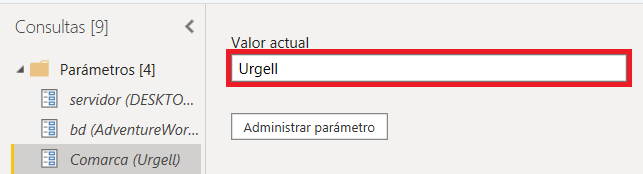 Consultas [9]
Parámetros [4]
servidor (DESKTO...
bd (AdventureWor...
Comarca (Urgell)
Valor actual
Urgell
Administrar parámetro